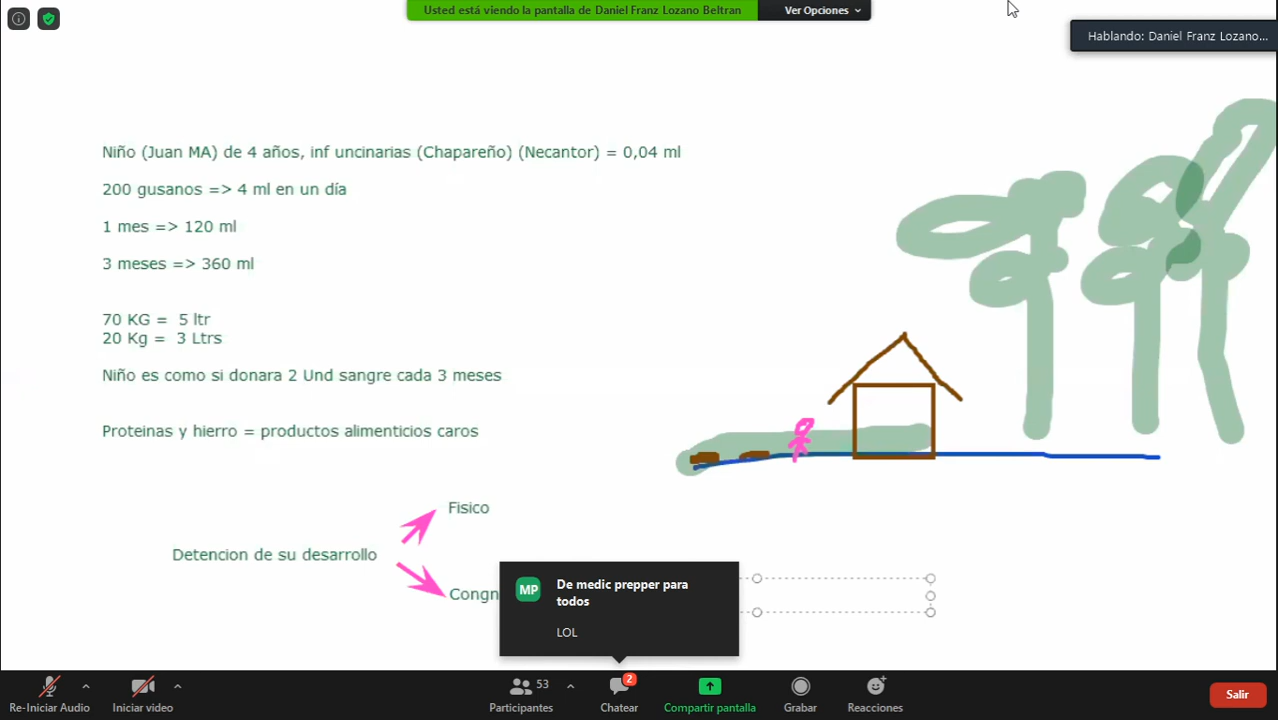 Usted está viendo la pantalla de Daniel Franz Lozano Beltran
Ver Opciones
Hablando: Daniel Franz Lozano...
Niño (Juan MA) de 4 años, inf uncinarias (Chapareño) (Necantor) = 0,04 ml
200 gusanos => 4 ml en un día
1 mes => 120 ml
3 meses => 360 ml
70 KG = 5 ltr
20 Kg = 3 Ltrs
Niño es como si donara 2 Und sangre cada 3 meses
Proteinas y hierro = productos alimenticios caros
Fisico
Detencion de su desarrollo
Congn
MP
De medic prepper para
todos
LOL
Re-Iniciar Audio
Iniciar video
53
Participantes
2
Chatear
Compartir pantalla
Grabar
Reacciones
Salir